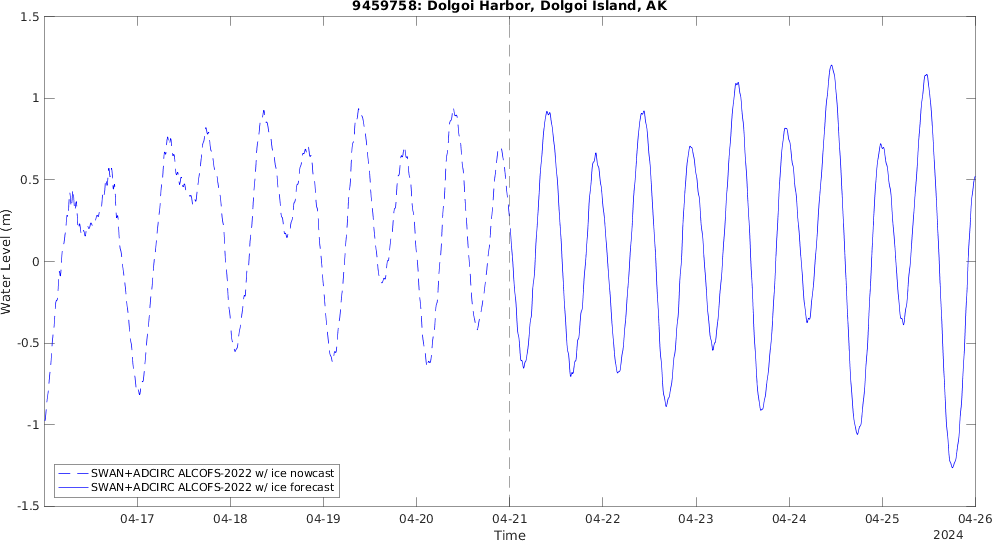 9459758: Dolgoi Harbor, Dolgoi Island, AK
1.5
1
0.5
0
-0.5
-1
-1.5
Water Level (m)
SWAN+ADCIRC ALCOFS-2022 w/ ice nowcast
SWAN+ADCIRC ALCOFS-2022 w/ ice forecast
04-17 04-18 04-19 04-20 04-21 04-22 04-23 04-24 04-25 04-26
Time
2024